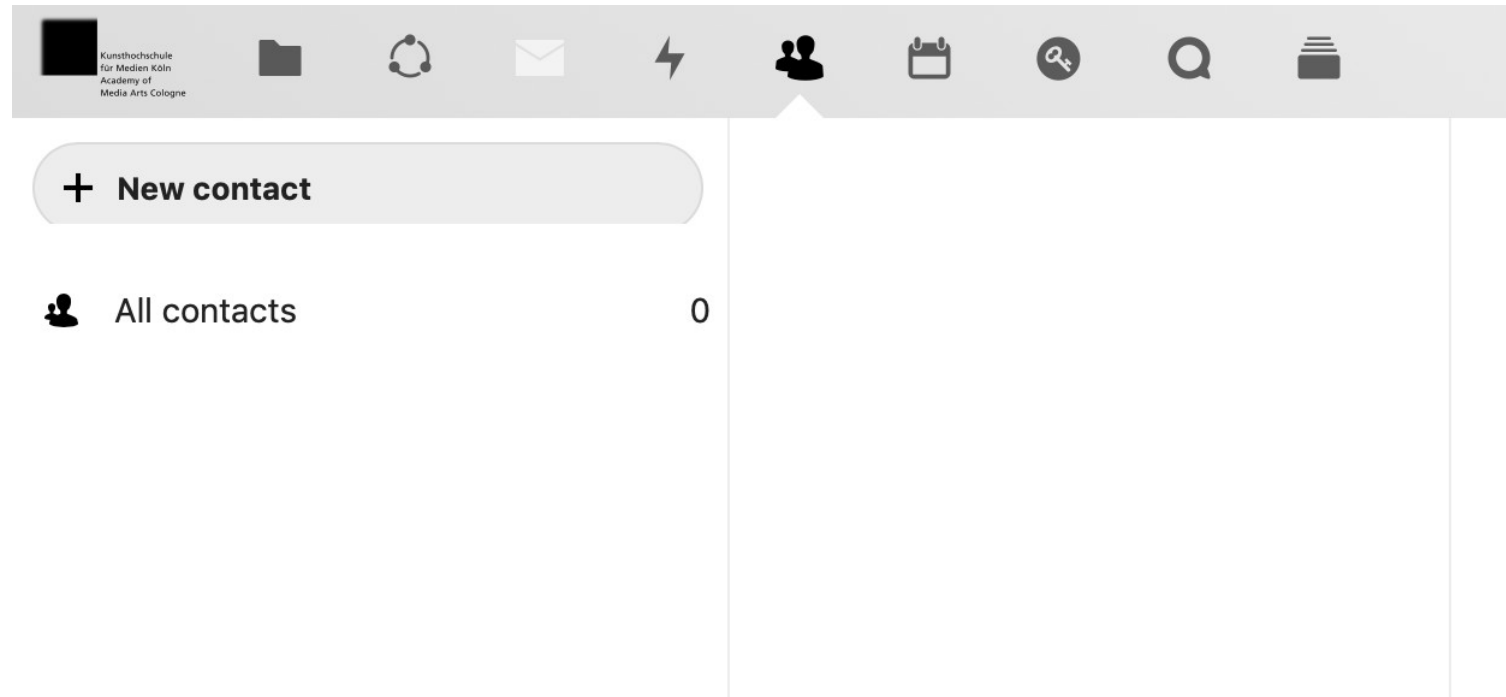 Kunsthochschule
für Medien Köln
Academy of
Media Arts Cologne
New contact
All contacts 0